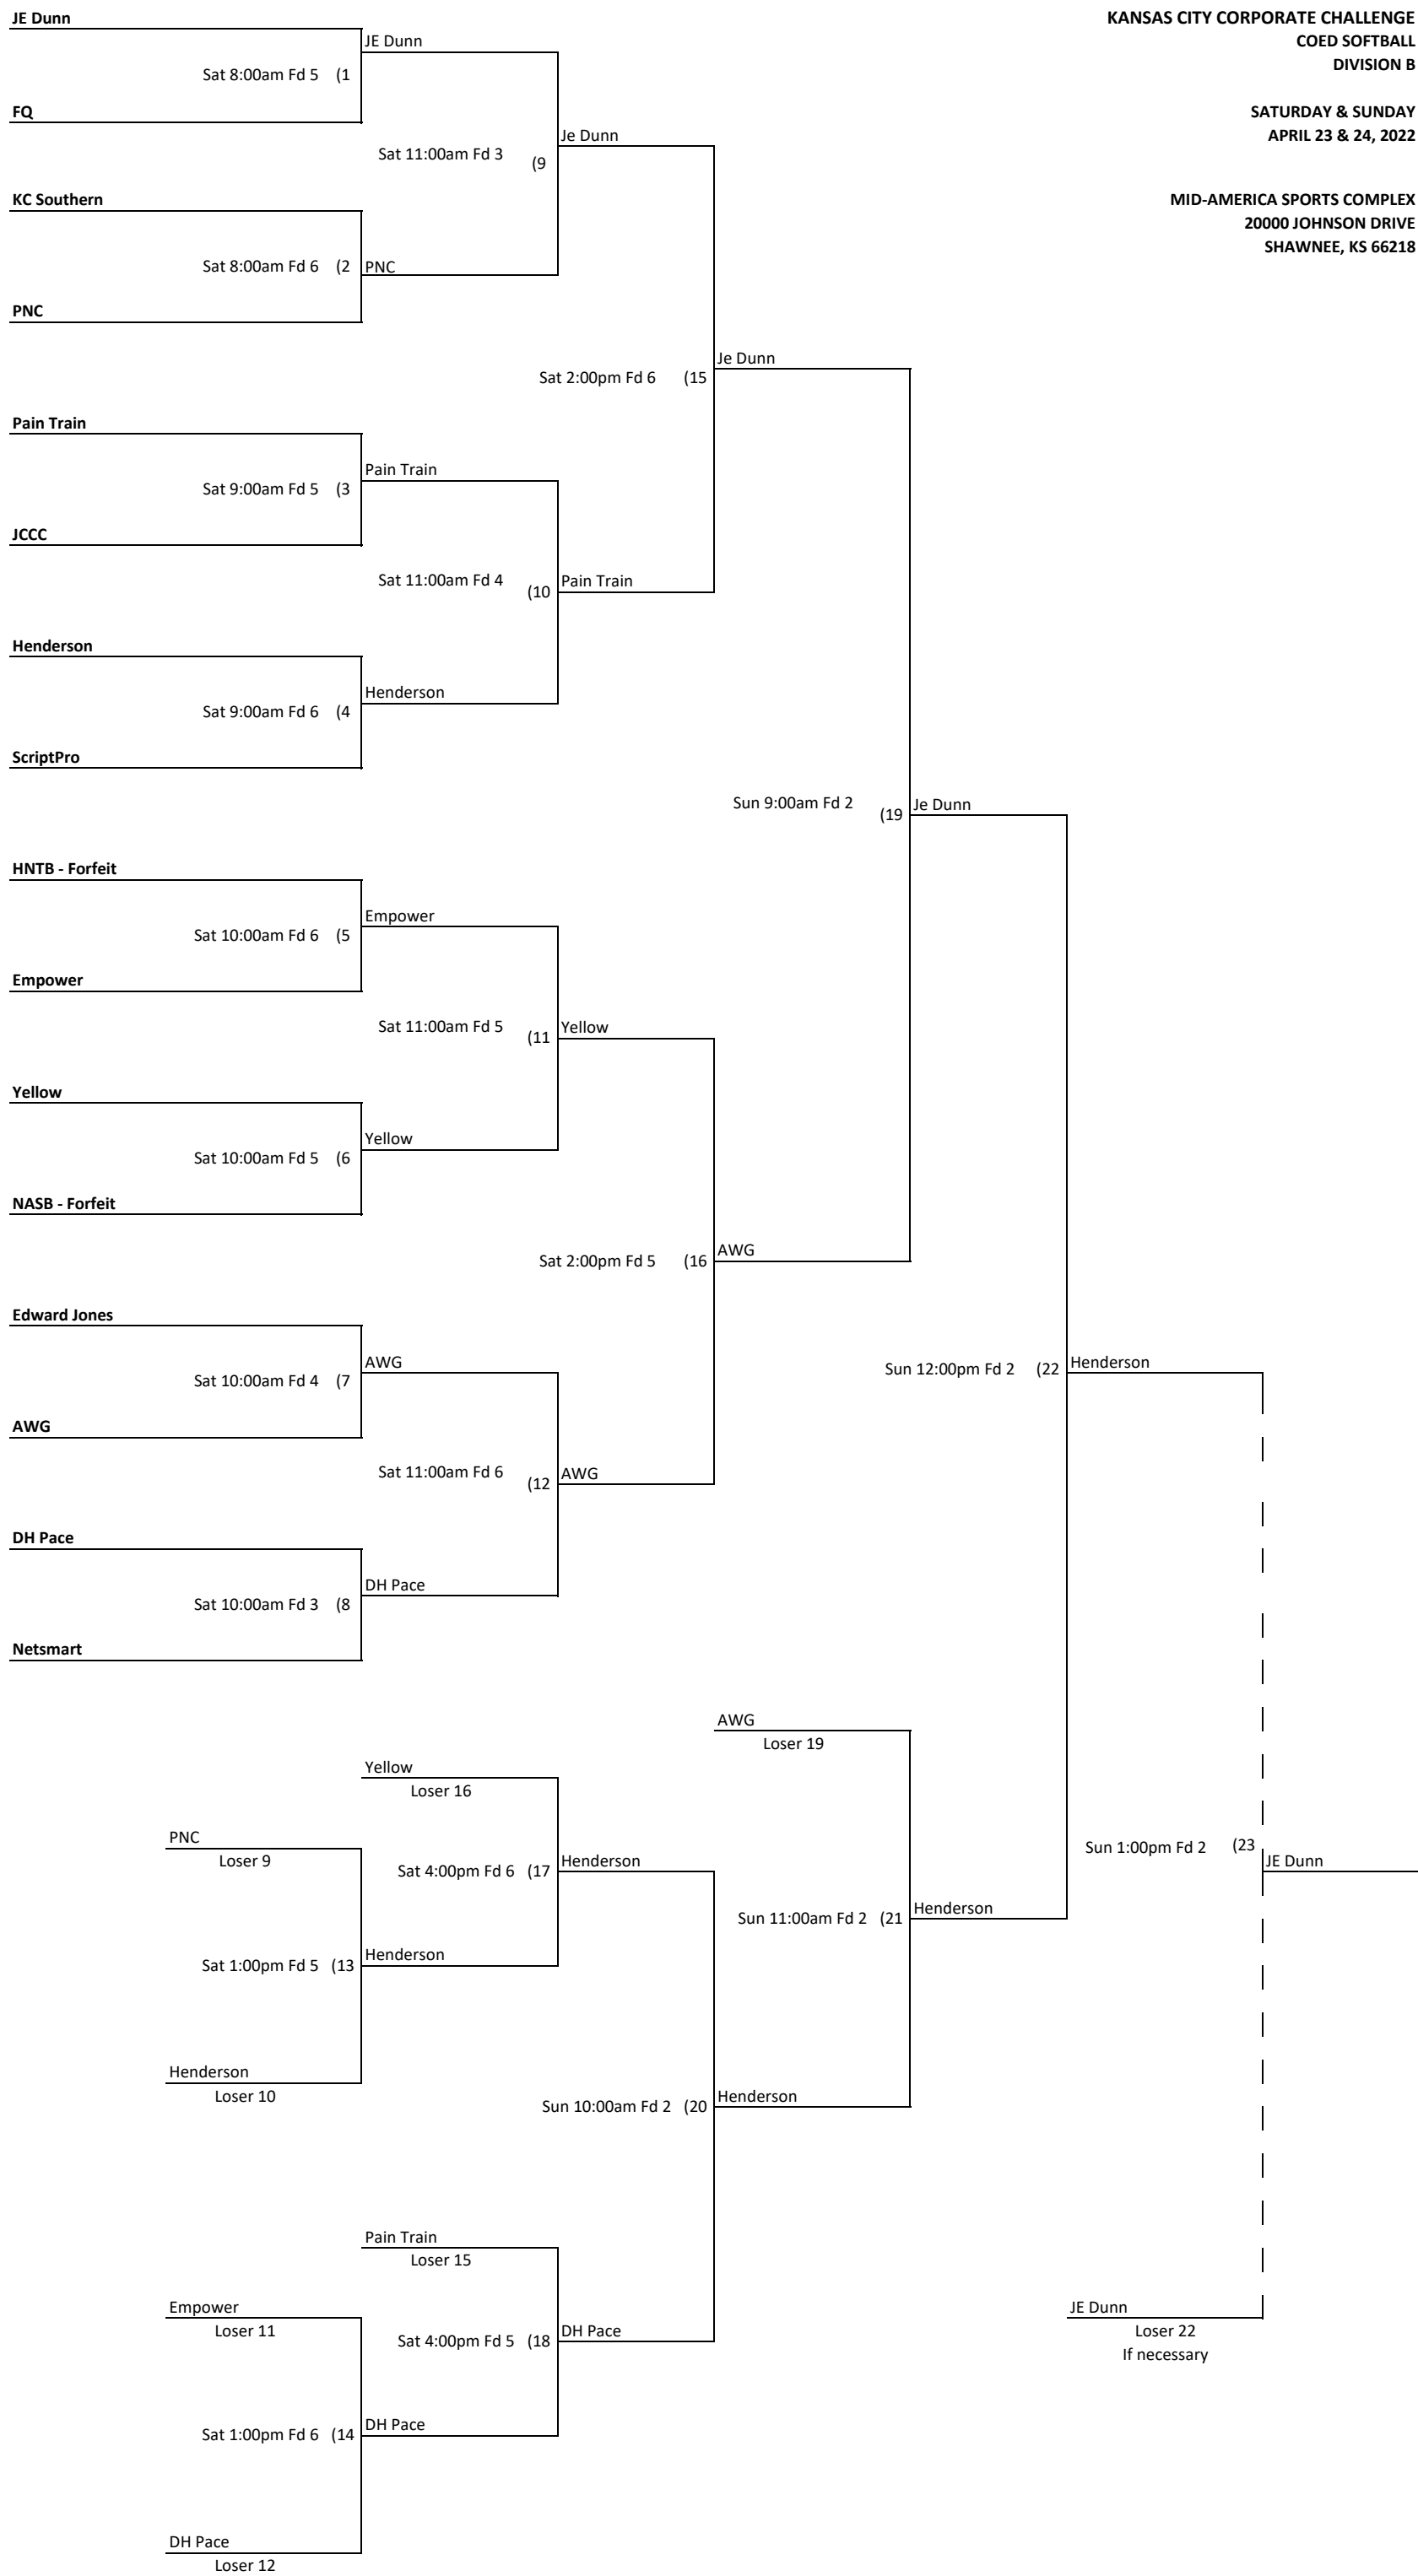 JE Dunn
KANSAS CITY CORPORATE CHALLENGE
COED SOFTBALL
DIVISION B
SATURDAY & SUNDAY
APRIL 23 & 24, 2022
MID-AMERICA SPORTS COMPLEX
20000 JOHNSON DRIVE
SHAWNEE, KS 66218
JE Dunn
Sat 8:00am Fd 5 (1
FQ
Je Dunn
Sat 11:00am Fd 3 (9
KC Southern
Sat 8:00am Fd 6 (2
PNC
PNC
Je Dunn
Sat 2:00pm Fd 6 (15
Pain Train
Pain Train
Sat 9:00am Fd 5 (3
JCCC
Sat 11:00am Fd 4 (10
Pain Train
Henderson
Henderson
Sat 9:00am Fd 6 (4
ScriptPro
Sun 9:00am Fd 2 (19
Je Dunn
HNTB - Forfeit
Empower
Sat 10:00am Fd 6 (5
Empower
Sat 11:00am Fd 5 (11
Yellow
Yellow
Yellow
Sat 10:00am Fd 5 (6
NASB - Forfeit
AWG
Sat 2:00pm Fd 5 (16
Edward Jones
AWG
Sat 10:00am Fd 4 (7
Sun 12:00pm Fd 2 (22
Henderson
AWG
Sat 11:00am Fd 6 (12
AWG
DH Pace
DH Pace
Sat 10:00am Fd 3 (8
Netsmart
AWG
Loser 19
Yellow
Loser 16
PNC
Loser 9
Sun 1:00pm Fd 2 (23
JE Dunn
Sat 4:00pm Fd 6 (17
Henderson
Sun 11:00am Fd 2 (21
Henderson
Henderson
Sat 1:00pm Fd 5 (13
Henderson
Loser 10
Sun 10:00am Fd 2 (20
Henderson
Pain Train
Loser 15
Empower
Loser 11
JE Dunn
Loser 22
If necessary
Sat 4:00pm Fd 5 (18
DH Pace
DH Pace
Sat 1:00pm Fd 6 (14
DH Pace
Loser 12